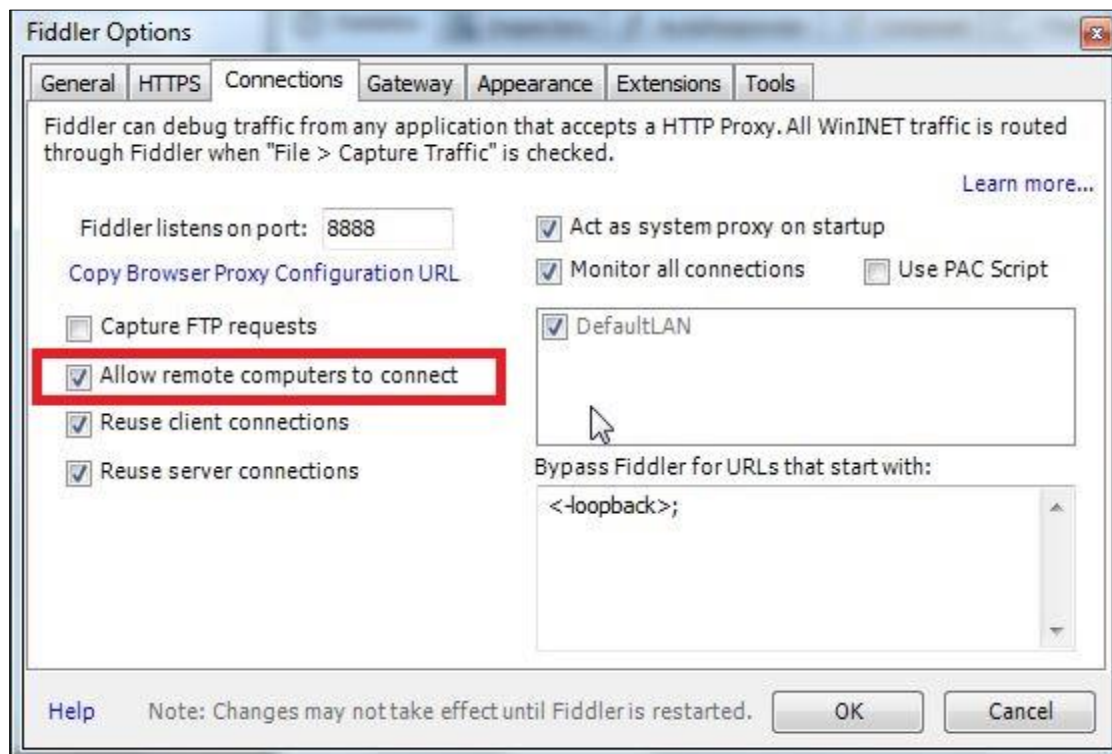 Fiddler Options
General HTTPS Connections Gateway Appearance Extensions Tools
Fiddler can debug traffic from any application that accepts a HTTP Proxy. All WinINET traffic is routed
through Fiddler when "File > Capture Traffic" is checked.
Learn more...
Fiddler listens on port: 8888
Copy Browser Proxy Configuration URL
Capture FTP requests
Allow remote computers to connect
Reuse client connections
Reuse server connections
Act as system proxy on startup
Monitor all connections Use PAC Script
DefaultLAN
Bypass Fiddler for URLs that start with:
<-loopback>;
Help Note: Changes may not take effect until Fiddler is restarted. OK Cancel